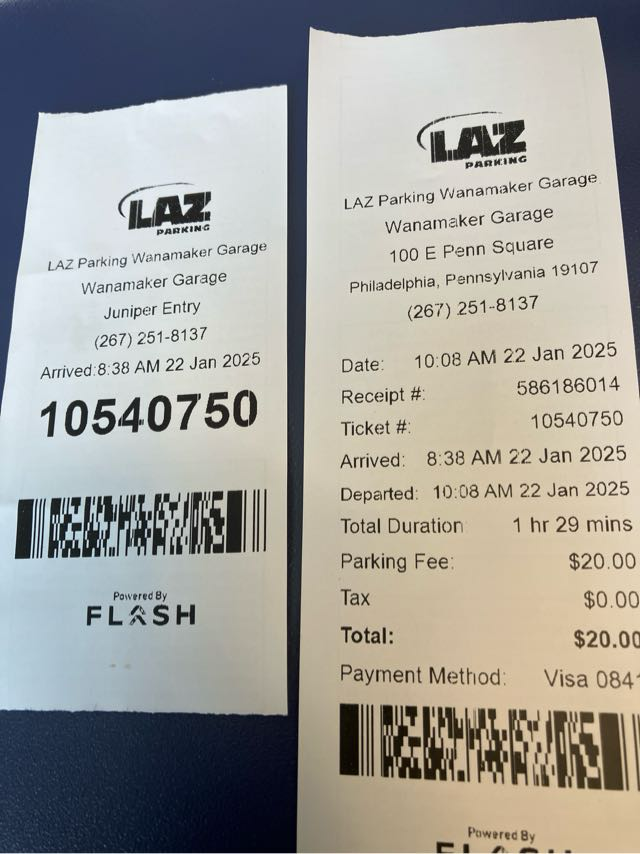 LAZ
PARKING
LAZ Parking Wanamaker Garage
Wanamaker Garage
Juniper Entry
(267) 251-8137
Arrived:8:38 AM 22 Jan 2025
10540750
Powered By
FLASH
LAZ
PARKING
LAZ Parking Wanamaker Garage
Wanamaker Garage
100 E Penn Square
Philadelphia, Pennsylvania 19107
(267) 251-8137
Date: 10:08 AM 22 Jan 2025
Receipt #: 586186014
Ticket #: 10540750
Arrived: 8:38 AM 22 Jan 2025
Departed: 10:08 AM 22 Jan 2025
Total Duration 1 hr 29 mins
Parking Fee: $20.00
Tax $0.00
Total: $20.00
Payment Method: Visa 0841
Powered By
FLASH